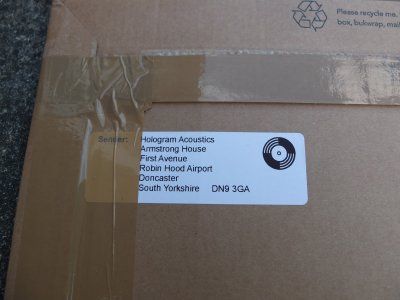 Please recycle me.
box, bukwrap, mail
Sender: Hologram Acoustics
Armstrong House
First Avenue
Robin Hood Airport
Doncaster
South Yorkshire DN9 3GA